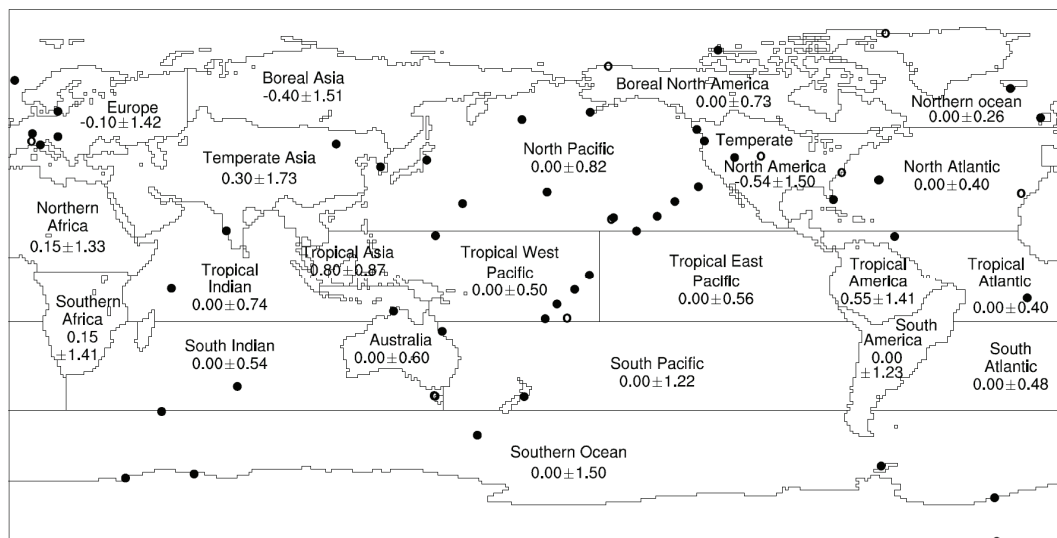 Boreal Asia
-0.40±1.51
Europe
-0.10±1.42
Boreal North America
0.00±0.73
Northern ocean
0.00±0.26
Temperate Asia
0.30±1.73
North Pacific
0.00±0.82
Temperate
North America
-0.54±1.50
North Atlantic
0.00±0.40
Northern
Africa
0.15±1.33
Tropical Asia
0.80±0.87
Tropical
Indian
0.00±0.74
Tropical West
Pacific
0.00±0.50
Tropical East
Pacific
0.00±0.56
Tropical
America
0.55±1.41
Tropical
Atlantic
0.00±0.40
Southern
Africa
0.15
±1.41
South Indian
0.00±0.54
Australia
0.00±0.60
South Pacific
0.00±1.22
South
America
0.00
±1.23
South
Atlantic
0.00±0.48
Southern Ocean
0.00±1.50